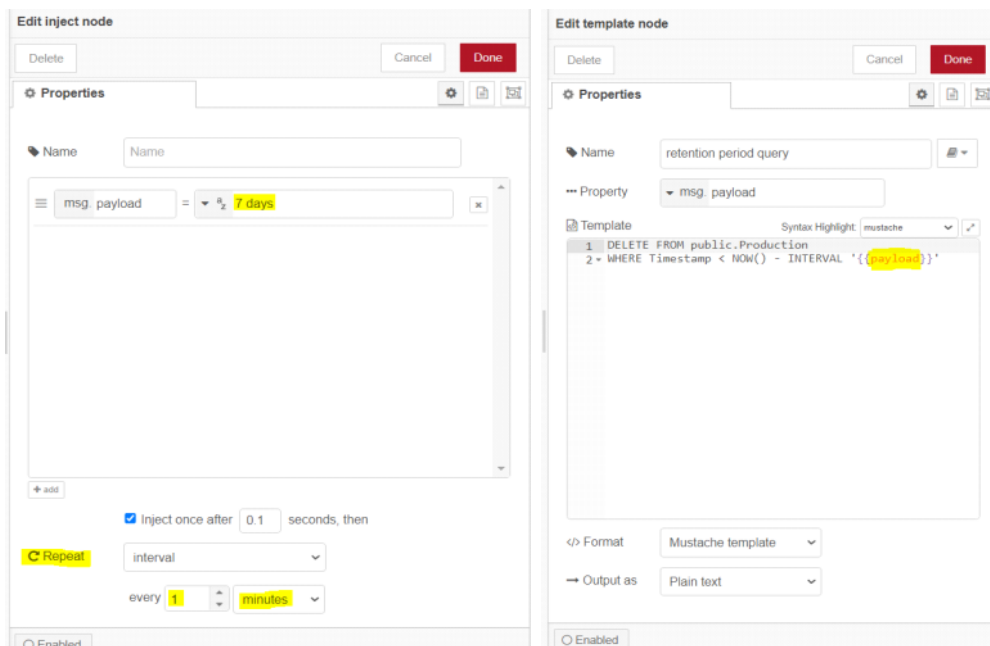 Edit inject node
Delete
Cancel
Done
Properties
Name
Name
msg. payload
=
az 7 days
x
+ add
Inject once after 0.1 seconds, then
Repeat
interval
every 1 minutes
Enabled
Edit template node
Delete
Cancel
Done
Properties
Name
retention period query
··· Property
msg. payload
Template
Syntax Highlight: mustache
1 DELETE FROM public.Production
2 WHERE Timestamp < NOW() - INTERVAL '{{payload}}'
</> Format
Mustache template
Output as
Plain text
Enabled